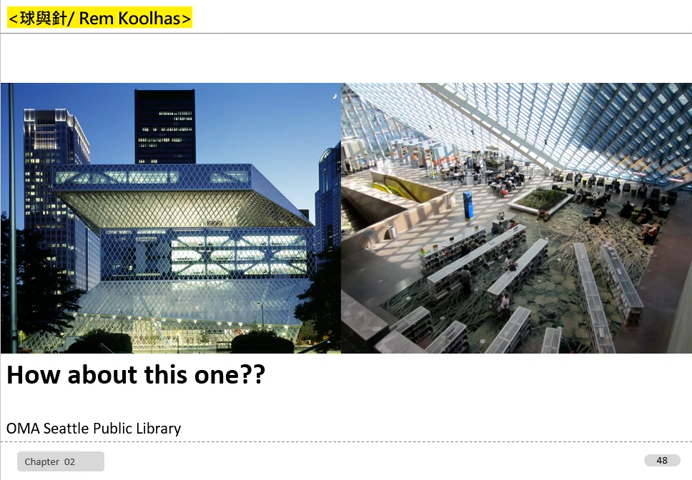 <球與針/ Rem Koolhas>
How about this one??
OMA Seattle Public Library
Chapter 02
48